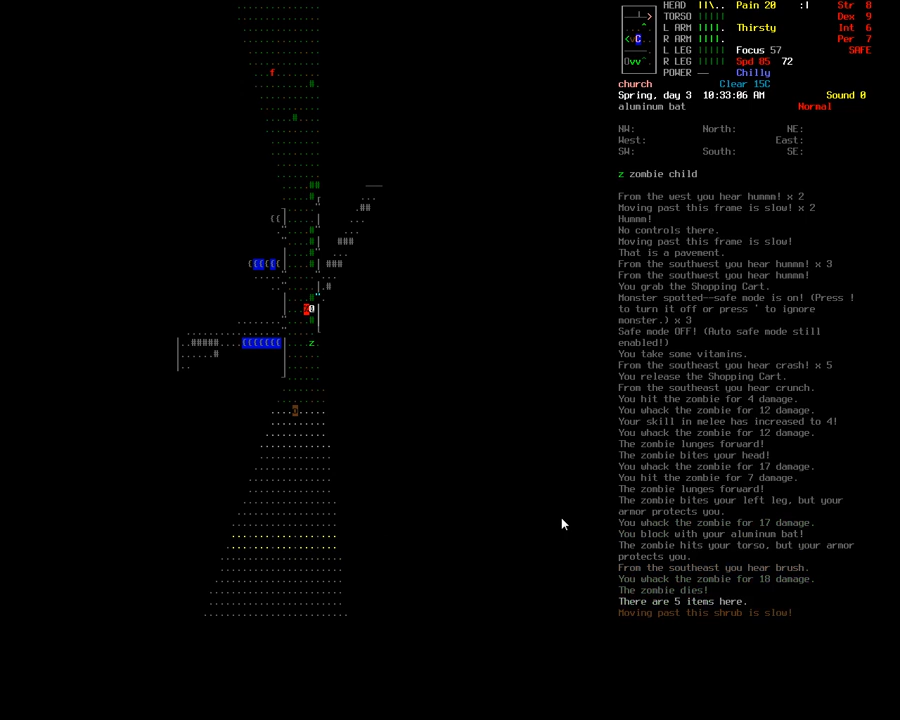 HEAD ||\.. Pain 20 :| Str 8
TORSO ||||| Dex 9
L ARM ||||. Thirsty Int 6
R ARM ||||. Per 7
L LEG ||||| Focus 57 SAFE
R LEG ||||| Spd 85 72
POWER -- Chilly
church Clear 15C
Spring, day 3 10:33:06 AM Sound 0
aluminum bat Normal
NW: North: NE:
West: East:
SW: South: SE:
z zombie child
From the west you hear hummm! x 2
Moving past this frame is slow! x 2
Hummm!
No controls there.
Moving past this frame is slow!
That is a pavement.
From the southwest you hear hummm! x 3
From the southwest you hear hummm!
You grab the Shopping Cart.
Monster spotted--safe mode is on! (Press !
to turn it off or press ' to ignore
monster.) x 3
Safe mode OFF! (Auto safe mode still
enabled!)
You take some vitamins.
From the southeast you hear crash! x 5
You release the Shopping Cart.
From the southeast you hear crunch.
You hit the zombie for 4 damage.
You whack the zombie for 12 damage.
Your skill in melee has increased to 4!
You whack the zombie for 12 damage.
The zombie lunges forward!
The zombie bites your head!
You whack the zombie for 17 damage.
You hit the zombie for 7 damage.
The zombie lunges forward!
The zombie bites your left leg, but your
armor protects you.
You whack the zombie for 17 damage.
You block with your aluminum bat!
The zombie hits your torso, but your armor
protects you.
From the southeast you hear brush.
You whack the zombie for 18 damage.
The zombie dies!
There are 5 items here.
Moving past this shrub is slow!